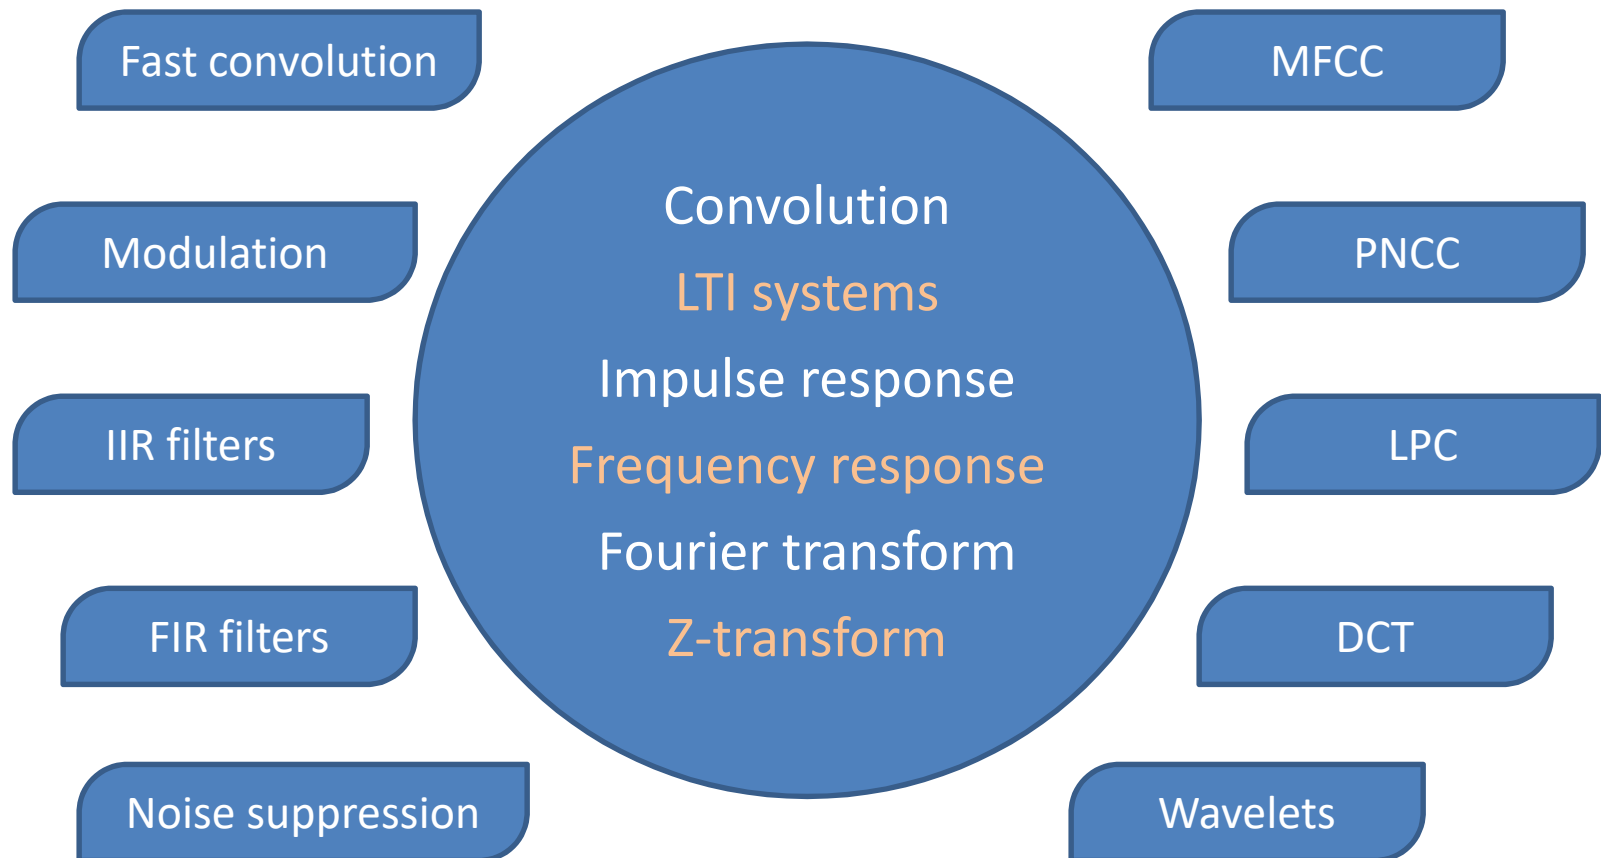 Fast convolution
Modulation
IIR filters
FIR filters
Noise suppression
Convolution
LTI systems
Impulse response
Frequency response
Fourier transform
Z-transform
MFCC
PNCC
LPC
DCT
Wavelets